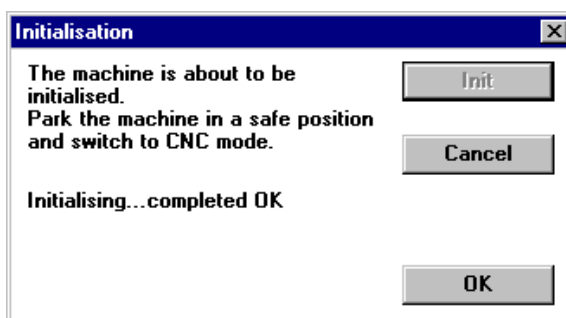 Initialisation
The machine is about to be
initialised.
Park the machine in a safe position
and switch to CNC mode.
Initialising...completed OK
Init
Cancel
OK